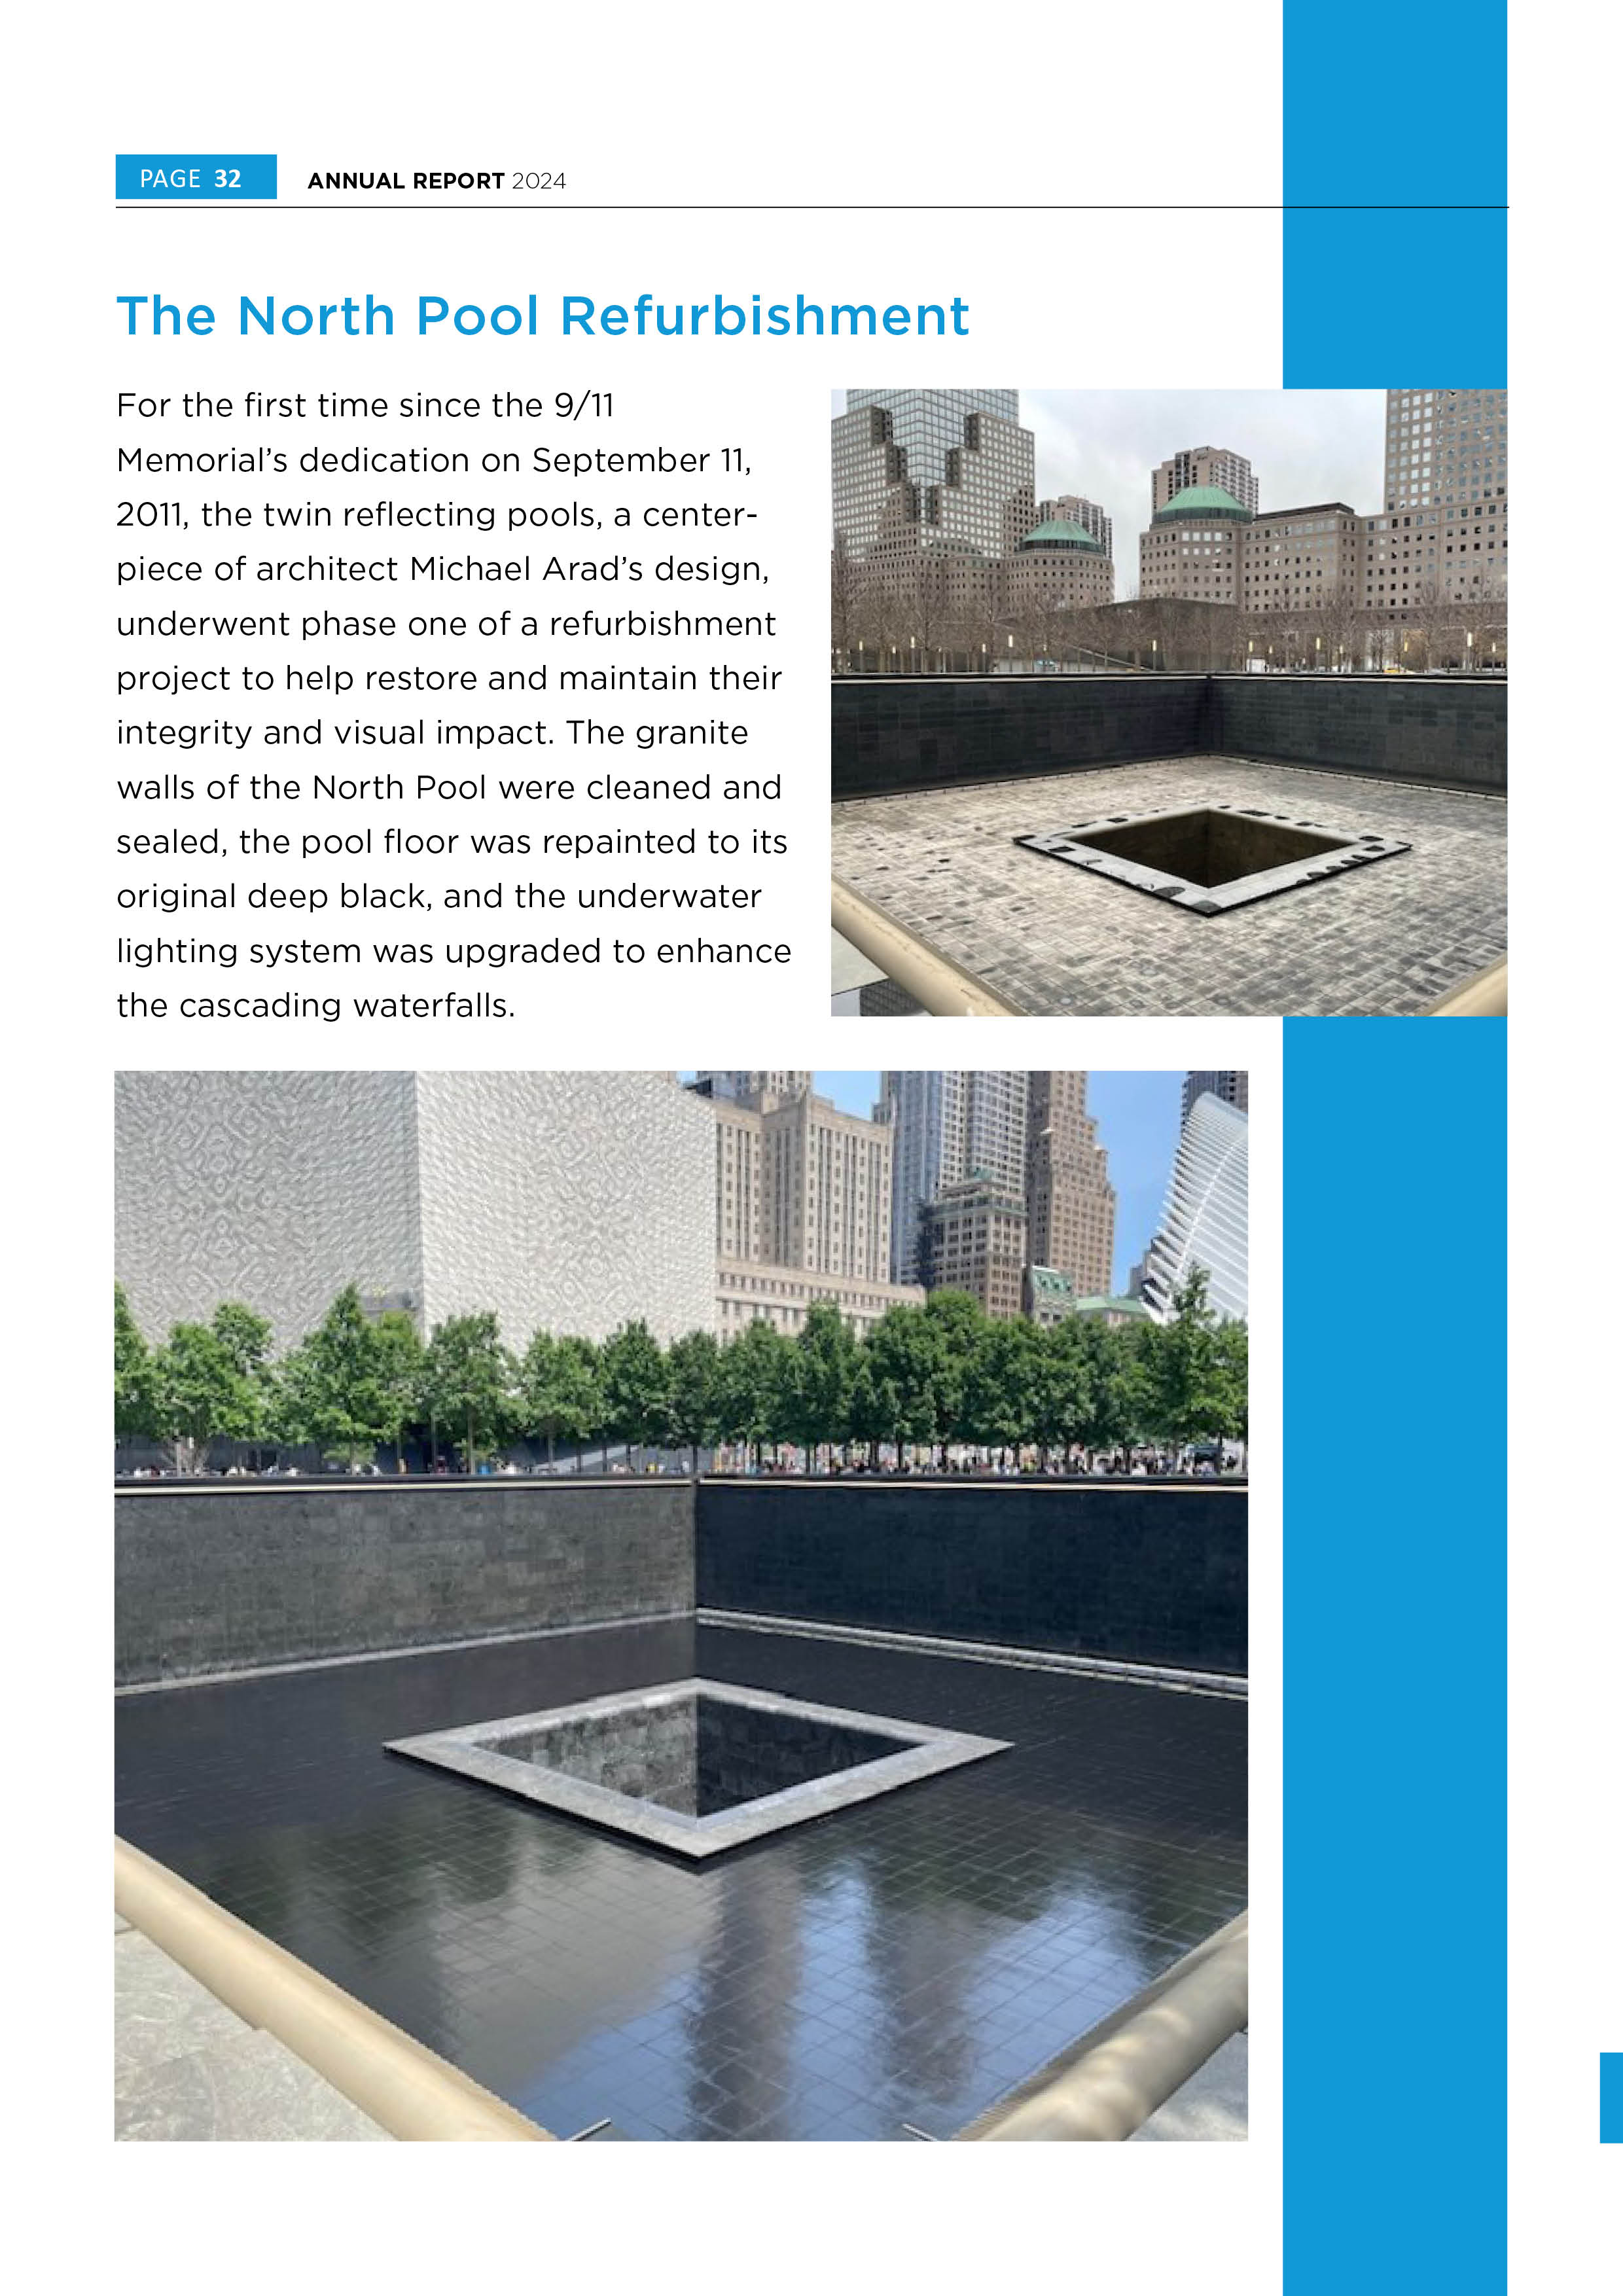 PAGE 32
ANNUAL REPORT 2024
The North Pool Refurbishment
For the first time since the 9/11
Memorial’s dedication on September 11,
2011, the twin reflecting pools, a center-
piece of architect Michael Arad’s design,
underwent phase one of a refurbishment
project to help restore and maintain their
integrity and visual impact. The granite
walls of the North Pool were cleaned and
sealed, the pool floor was repainted to its
original deep black, and the underwater
lighting system was upgraded to enhance
the cascading waterfalls.